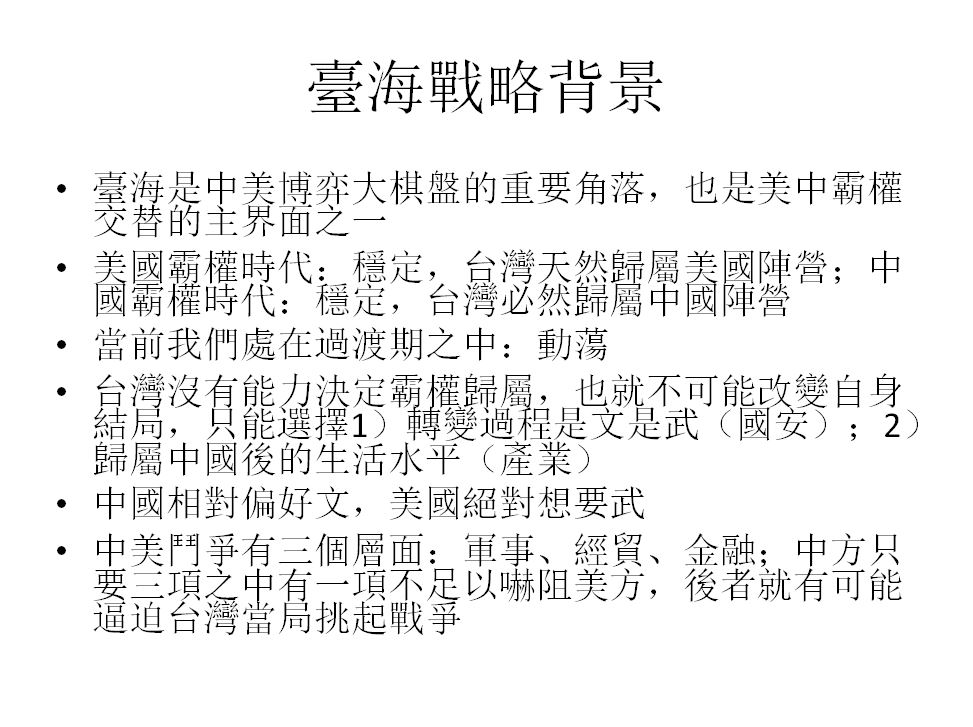 臺海戰略背景
• 臺海是中美博弈大棋盤的重要角落，也是美中霸權
交替的主界面之一
• 美國霸權時代：穩定，台灣天然歸屬美國陣營；中
國霸權時代：穩定，台灣必然歸屬中國陣營
• 當前我們處在過渡期之中：動蕩
• 台灣沒有能力決定霸權歸屬，也就不可能改變自身
結局，只能選擇1）轉變過程是文是武（國安）；2）
歸屬中國後的生活水平（產業）
• 中國相對偏好文，美國絕對想要武
• 中美鬥爭有三個層面：軍事、經貿、金融；中方只
要三項之中有一項不足以嚇阻美方，後者就有可能
逼迫台灣當局挑起戰爭